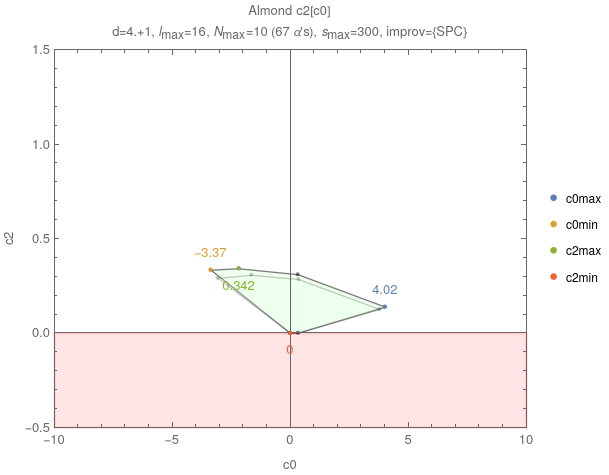 Almond c2[c0]
d=4.+1, lmax=16, Nmax=10 (67 α's), smax=300, improv={SPC}
1.5
1.0
0.5
0.0
−0.5
c2
−3.37
0.342
4.02
0
−10
−5
0
5
10
c0
c0max
c0min
c2max
c2min